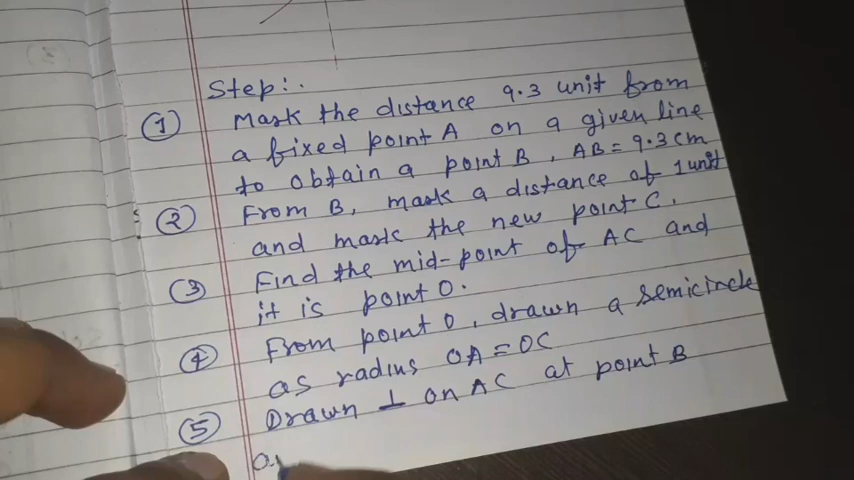 Step:.
① Mark the distance 9.3 unit from
a fixed point A on a given line
to obtain a point B, AB = 9.3 cm
② From B, mark a distance of 1 unit
and mark the new point C.
③ Find the mid-point of AC and
it is point O.
④ From point O, drawn a semicircle
as radius OA = OC
⑤ Drawn ⊥ on AC at point B